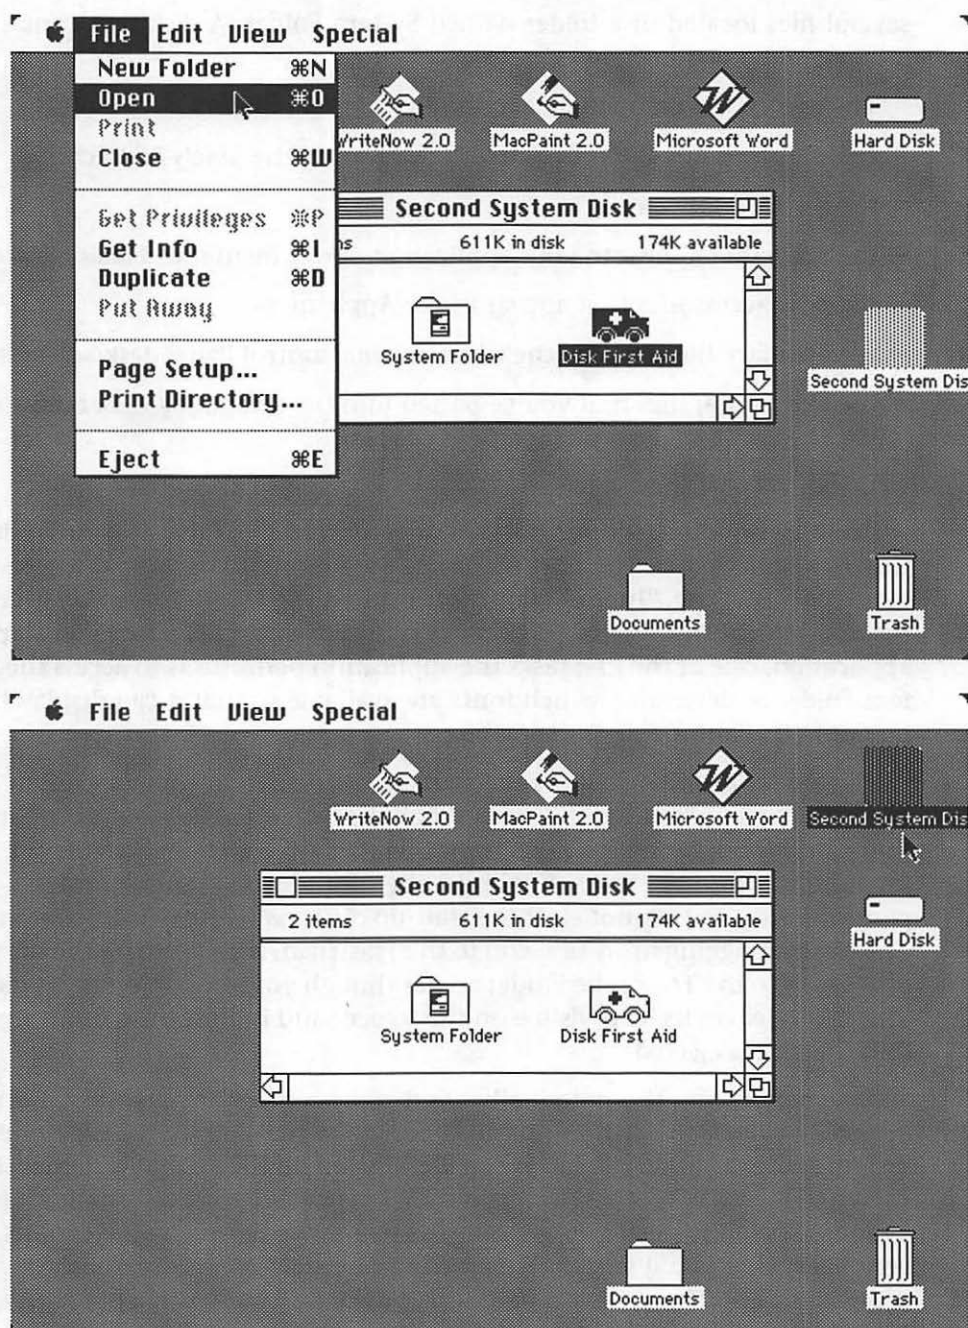 File Edit View Special
New Folder ⌘N
Open ⌘O
Print
Close ⌘W
Get Privileges ⌘P
Get Info ⌘I
Duplicate ⌘D
Put Away
Page Setup...
Print Directory...
Eject ⌘E
WriteNow 2.0
MacPaint 2.0
Microsoft Word
Hard Disk
Second System Disk
ms 611K in disk 174K available
System Folder
Disk First Aid
Second System Dis
Documents
Trash
File Edit View Special
WriteNow 2.0
MacPaint 2.0
Microsoft Word
Second System Dis
Second System Disk
2 items 611K in disk 174K available
Hard Disk
System Folder
Disk First Aid
Documents
Trash